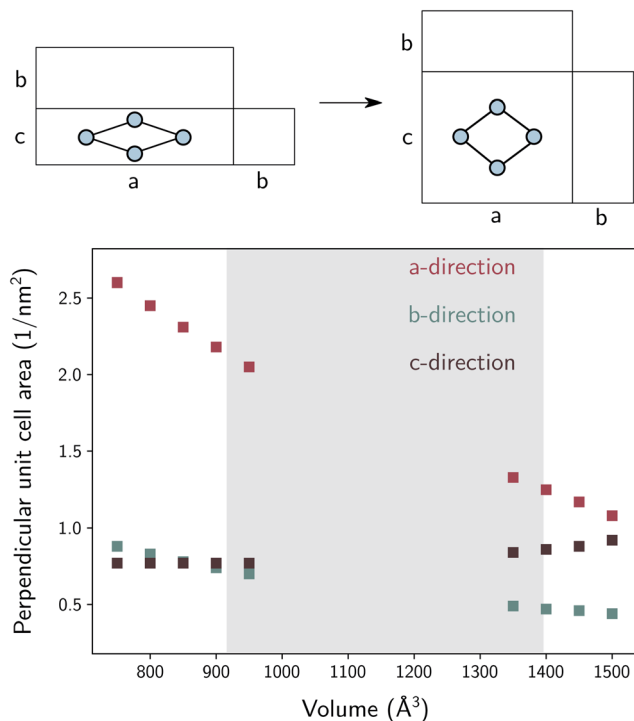 b
c
a
b
b
c
a
b
Perpendicular unit cell area (1/nm²)
2.5
2.0
1.5
1.0
0.5
a-direction
b-direction
c-direction
800 900 1000 1100 1200 1300 1400 1500
Volume (Å³)